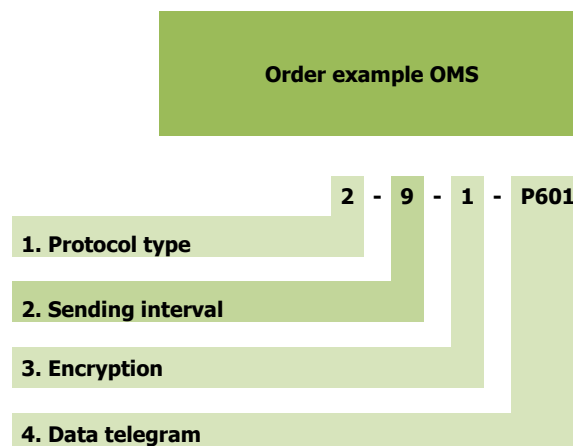 Order example OMS
2 - 9 - 1 - P601
1. Protocol type
2. Sending interval
3. Encryption
4. Data telegram